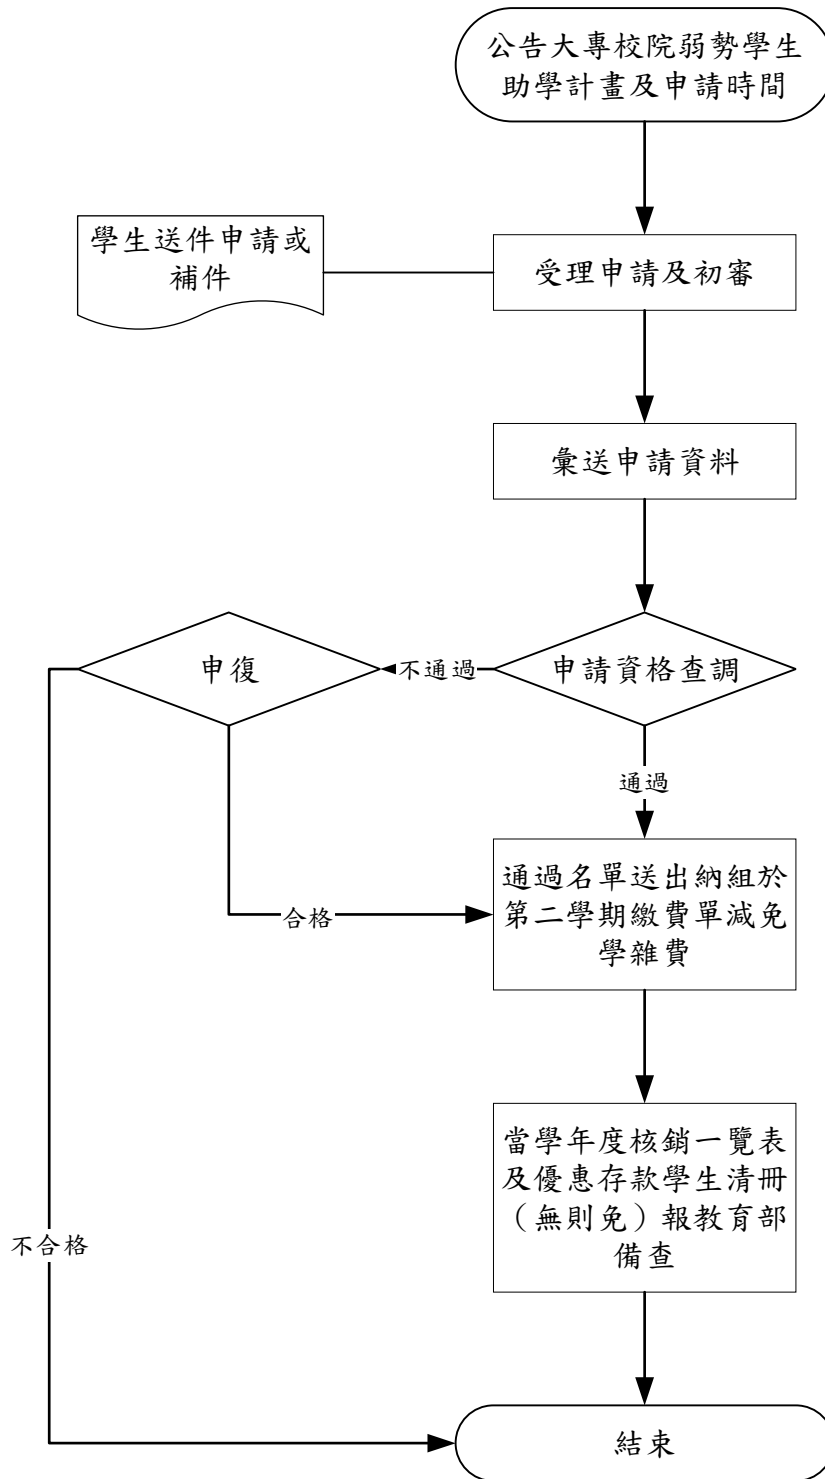 公告大專校院弱勢學生
助學計畫及申請時間
學生送件申請或
補件
受理申請及初審
彙送申請資料
申復
不通過
申請資格查調
通過
通過名單送出納組於
第二學期繳費單減免
學雜費
合格
當學年度核銷一覽表
及優惠存款學生清冊
（無則免）報教育部
備查
不合格
結束